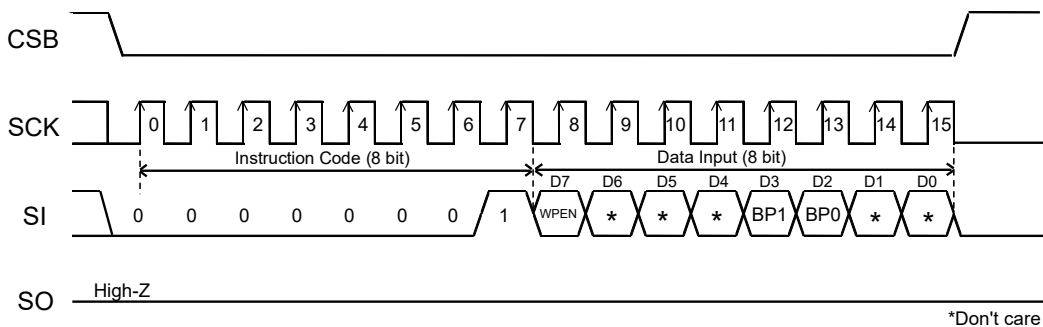 CSB
SCK 0 1 2 3 4 5 6 7 8 9 10 11 12 13 14 15
Instruction Code (8 bit) Data Input (8 bit)
D7 D6 D5 D4 D3 D2 D1 D0
SI 0 0 0 0 0 0 0 1 WPEN * * * BP1 BP0 * *
High-Z
SO
*Don't care